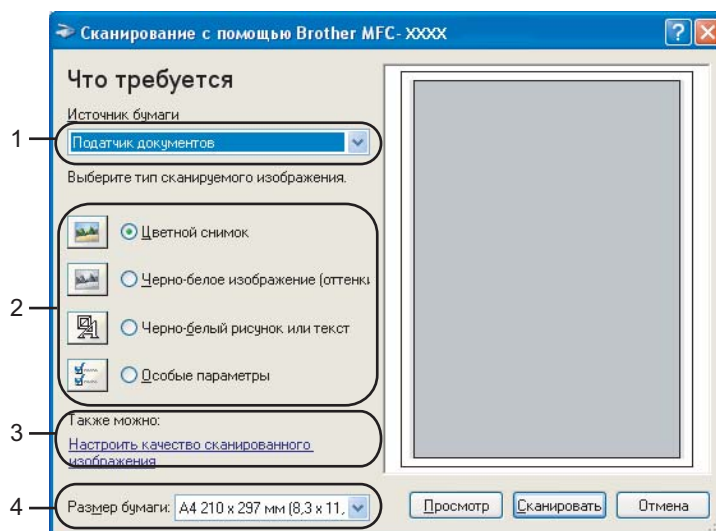 Сканирование с помощью Brother MFC- XXXX
Что требуется
Источник бумаги
1
Податчик документов
Выберите тип сканируемого изображения.
2
Цветной снимок
Черно-белое изображение (оттенки
Черно-белый рисунок или текст
Особые параметры
3
Также можно:
Настроить качество сканированного
изображения
4
Размер бумаги: A4 210 x 297 мм (8,3 x 11,
Просмотр
Сканировать
Отмена